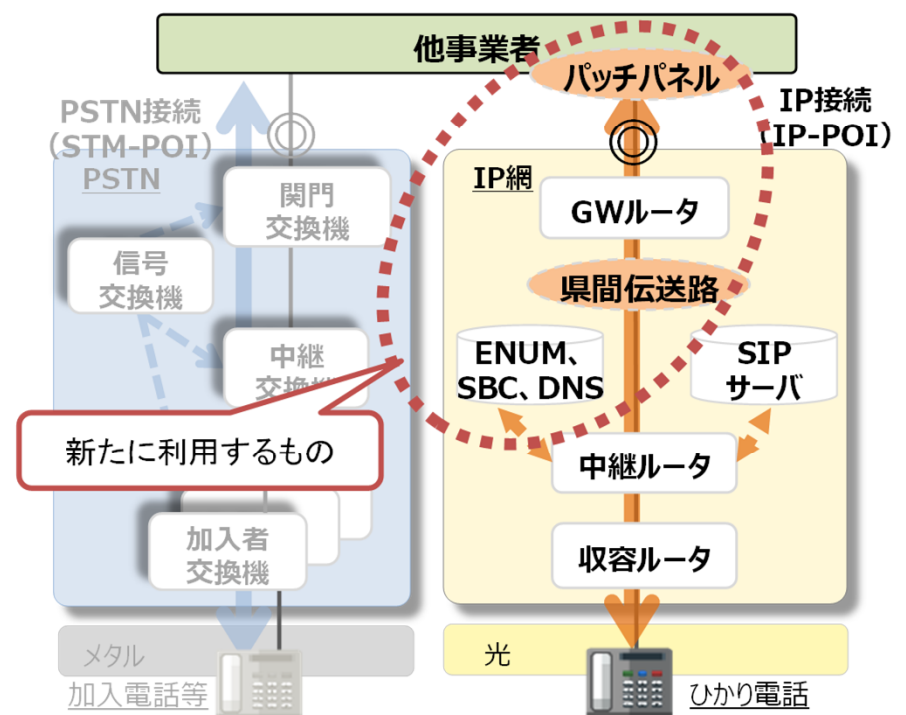 他事業者
パッチパネル
PSTN接続
（STM-POI）
PSTN
IP接続
（IP-POI）
IP網
関門
交換機
GWルータ
信号
交換機
県間伝送路
中継
交換機
ENUM、
SBC、DNS
SIP
サーバ
新たに利用するもの
中継ルータ
加入者
交換機
収容ルータ
メタル
光
加入電話等
ひかり電話